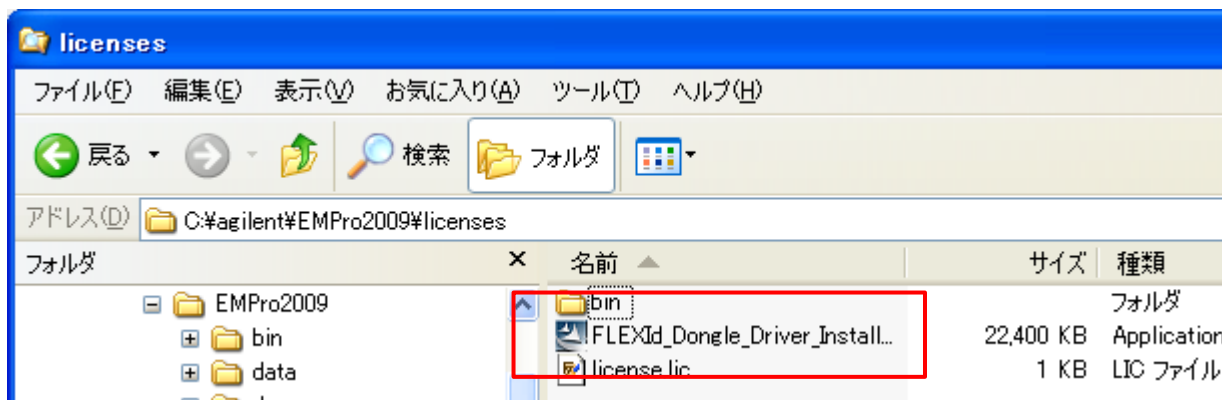 licenses
ファイル(F) 編集(E) 表示(V) お気に入り(A) ツール(T) ヘルプ(H)
戻る 検索 フォルダ
アドレス(D) C:¥agilent¥EMPro2009¥licenses
フォルダ × 名前 サイズ 種類
EMPro2009 bin フォルダ
bin FLEXId_Dongle_Driver_Install... 22,400 KB Application
data license.lic 1 KB LIC ファイル